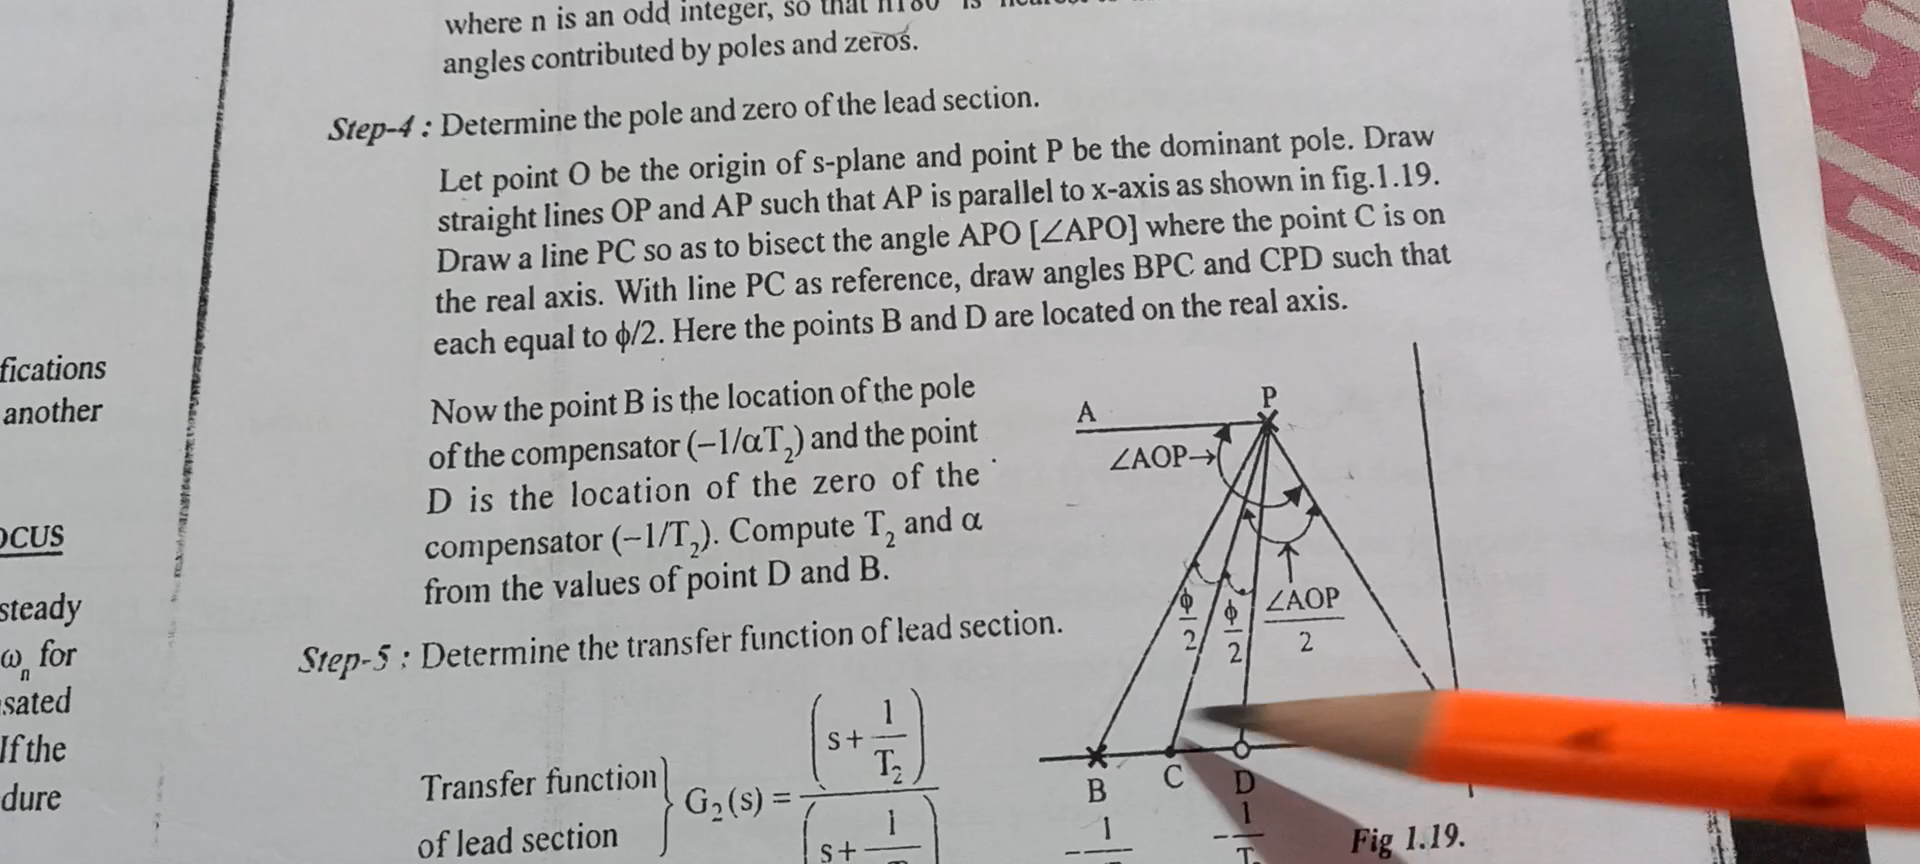 where n is an odd integer, so that n180° is
angles contributed by poles and zeros.
Step-4 : Determine the pole and zero of the lead section.
Let point O be the origin of s-plane and point P be the dominant pole. Draw
straight lines OP and AP such that AP is parallel to x-axis as shown in fig.1.19.
Draw a line PC so as to bisect the angle APO [∠APO] where the point C is on
the real axis. With line PC as reference, draw angles BPC and CPD such that
each equal to ϕ/2. Here the points B and D are located on the real axis.
Now the point B is the location of the pole
of the compensator (−1/αT₂) and the point
D is the location of the zero of the
compensator (−1/T₂). Compute T₂ and α
from the values of point D and B.
Step-5 : Determine the transfer function of lead section.
Transfer function
of lead section } G₂(s) = (s + 1/T₂)
(s + 1
A
P
∠AOP→
ϕ/2
ϕ/2
∠AOP/2
B
C
D
−1
−1/T
Fig 1.19.
fications
another
OCUS
steady
ωₙ for
sated
If the
dure